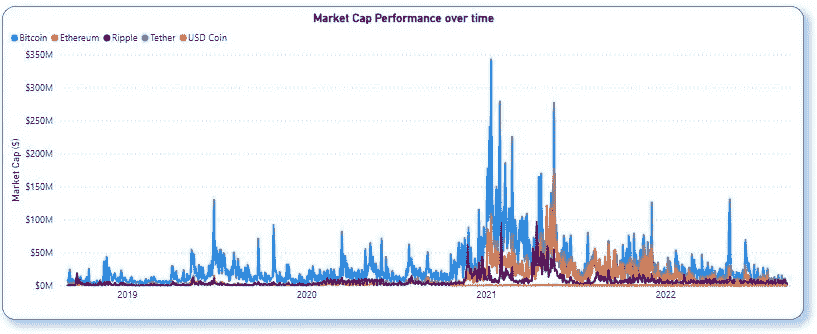 Market Cap Performance over time
Bitcoin Ethereum Ripple Tether USD Coin
$350M
$300M
$250M
$200M
$150M
$100M
$50M
$0M
Market Cap ($)
2019 2020 2021 2022